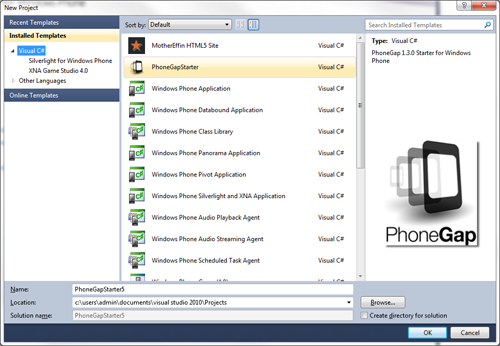 New Project
Recent Templates
Sort by: Default
Search Installed Templates
Installed Templates
Visual C#
Silverlight for Windows Phone
XNA Game Studio 4.0
Other Languages
Online Templates
MotherEffin HTML5 Site Visual C#
PhoneGapStarter Visual C#
Windows Phone Application Visual C#
Windows Phone Databound Application Visual C#
Windows Phone Class Library Visual C#
Windows Phone Panorama Application Visual C#
Windows Phone Pivot Application Visual C#
Windows Phone Silverlight and XNA Application Visual C#
Windows Phone Audio Playback Agent Visual C#
Windows Phone Audio Streaming Agent Visual C#
Windows Phone Scheduled Task Agent Visual C#
Type: Visual C#
PhoneGap 1.3.0 Starter for Windows
Phone
PhoneGap
Name: PhoneGapStarter5
Location: c:\users\admin\documents\visual studio 2010\Projects
Browse...
Solution name: PhoneGapStarter5
Create directory for solution
OK
Cancel